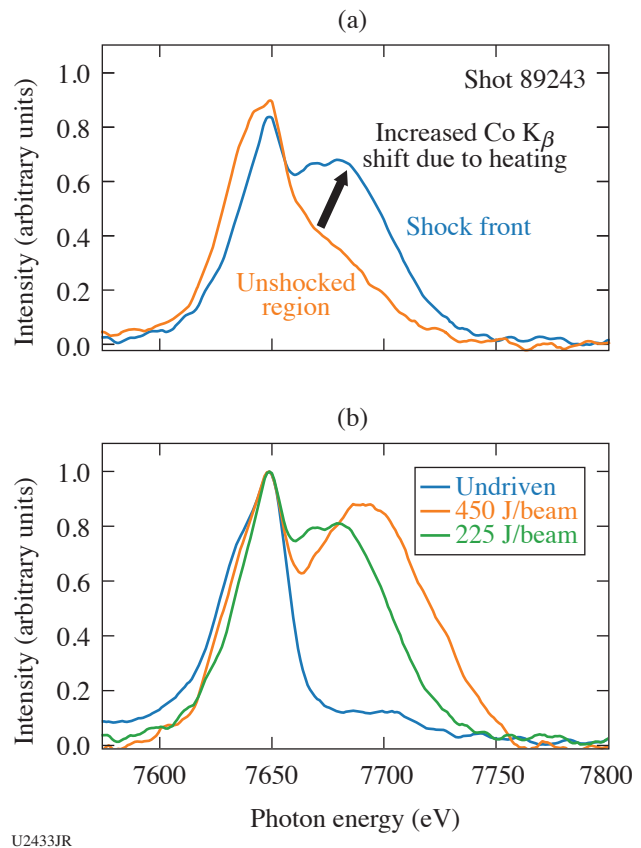 (a)
Intensity (arbitrary units)
1.0
0.8
0.6
0.4
0.2
0.0
Shot 89243
Increased Co Kβ
shift due to heating
Shock front
Unshocked
region
(b)
Intensity (arbitrary units)
1.0
0.8
0.6
0.4
0.2
0.0
Undriven
450 J/beam
225 J/beam
7600 7650 7700 7750 7800
Photon energy (eV)
U2433JR